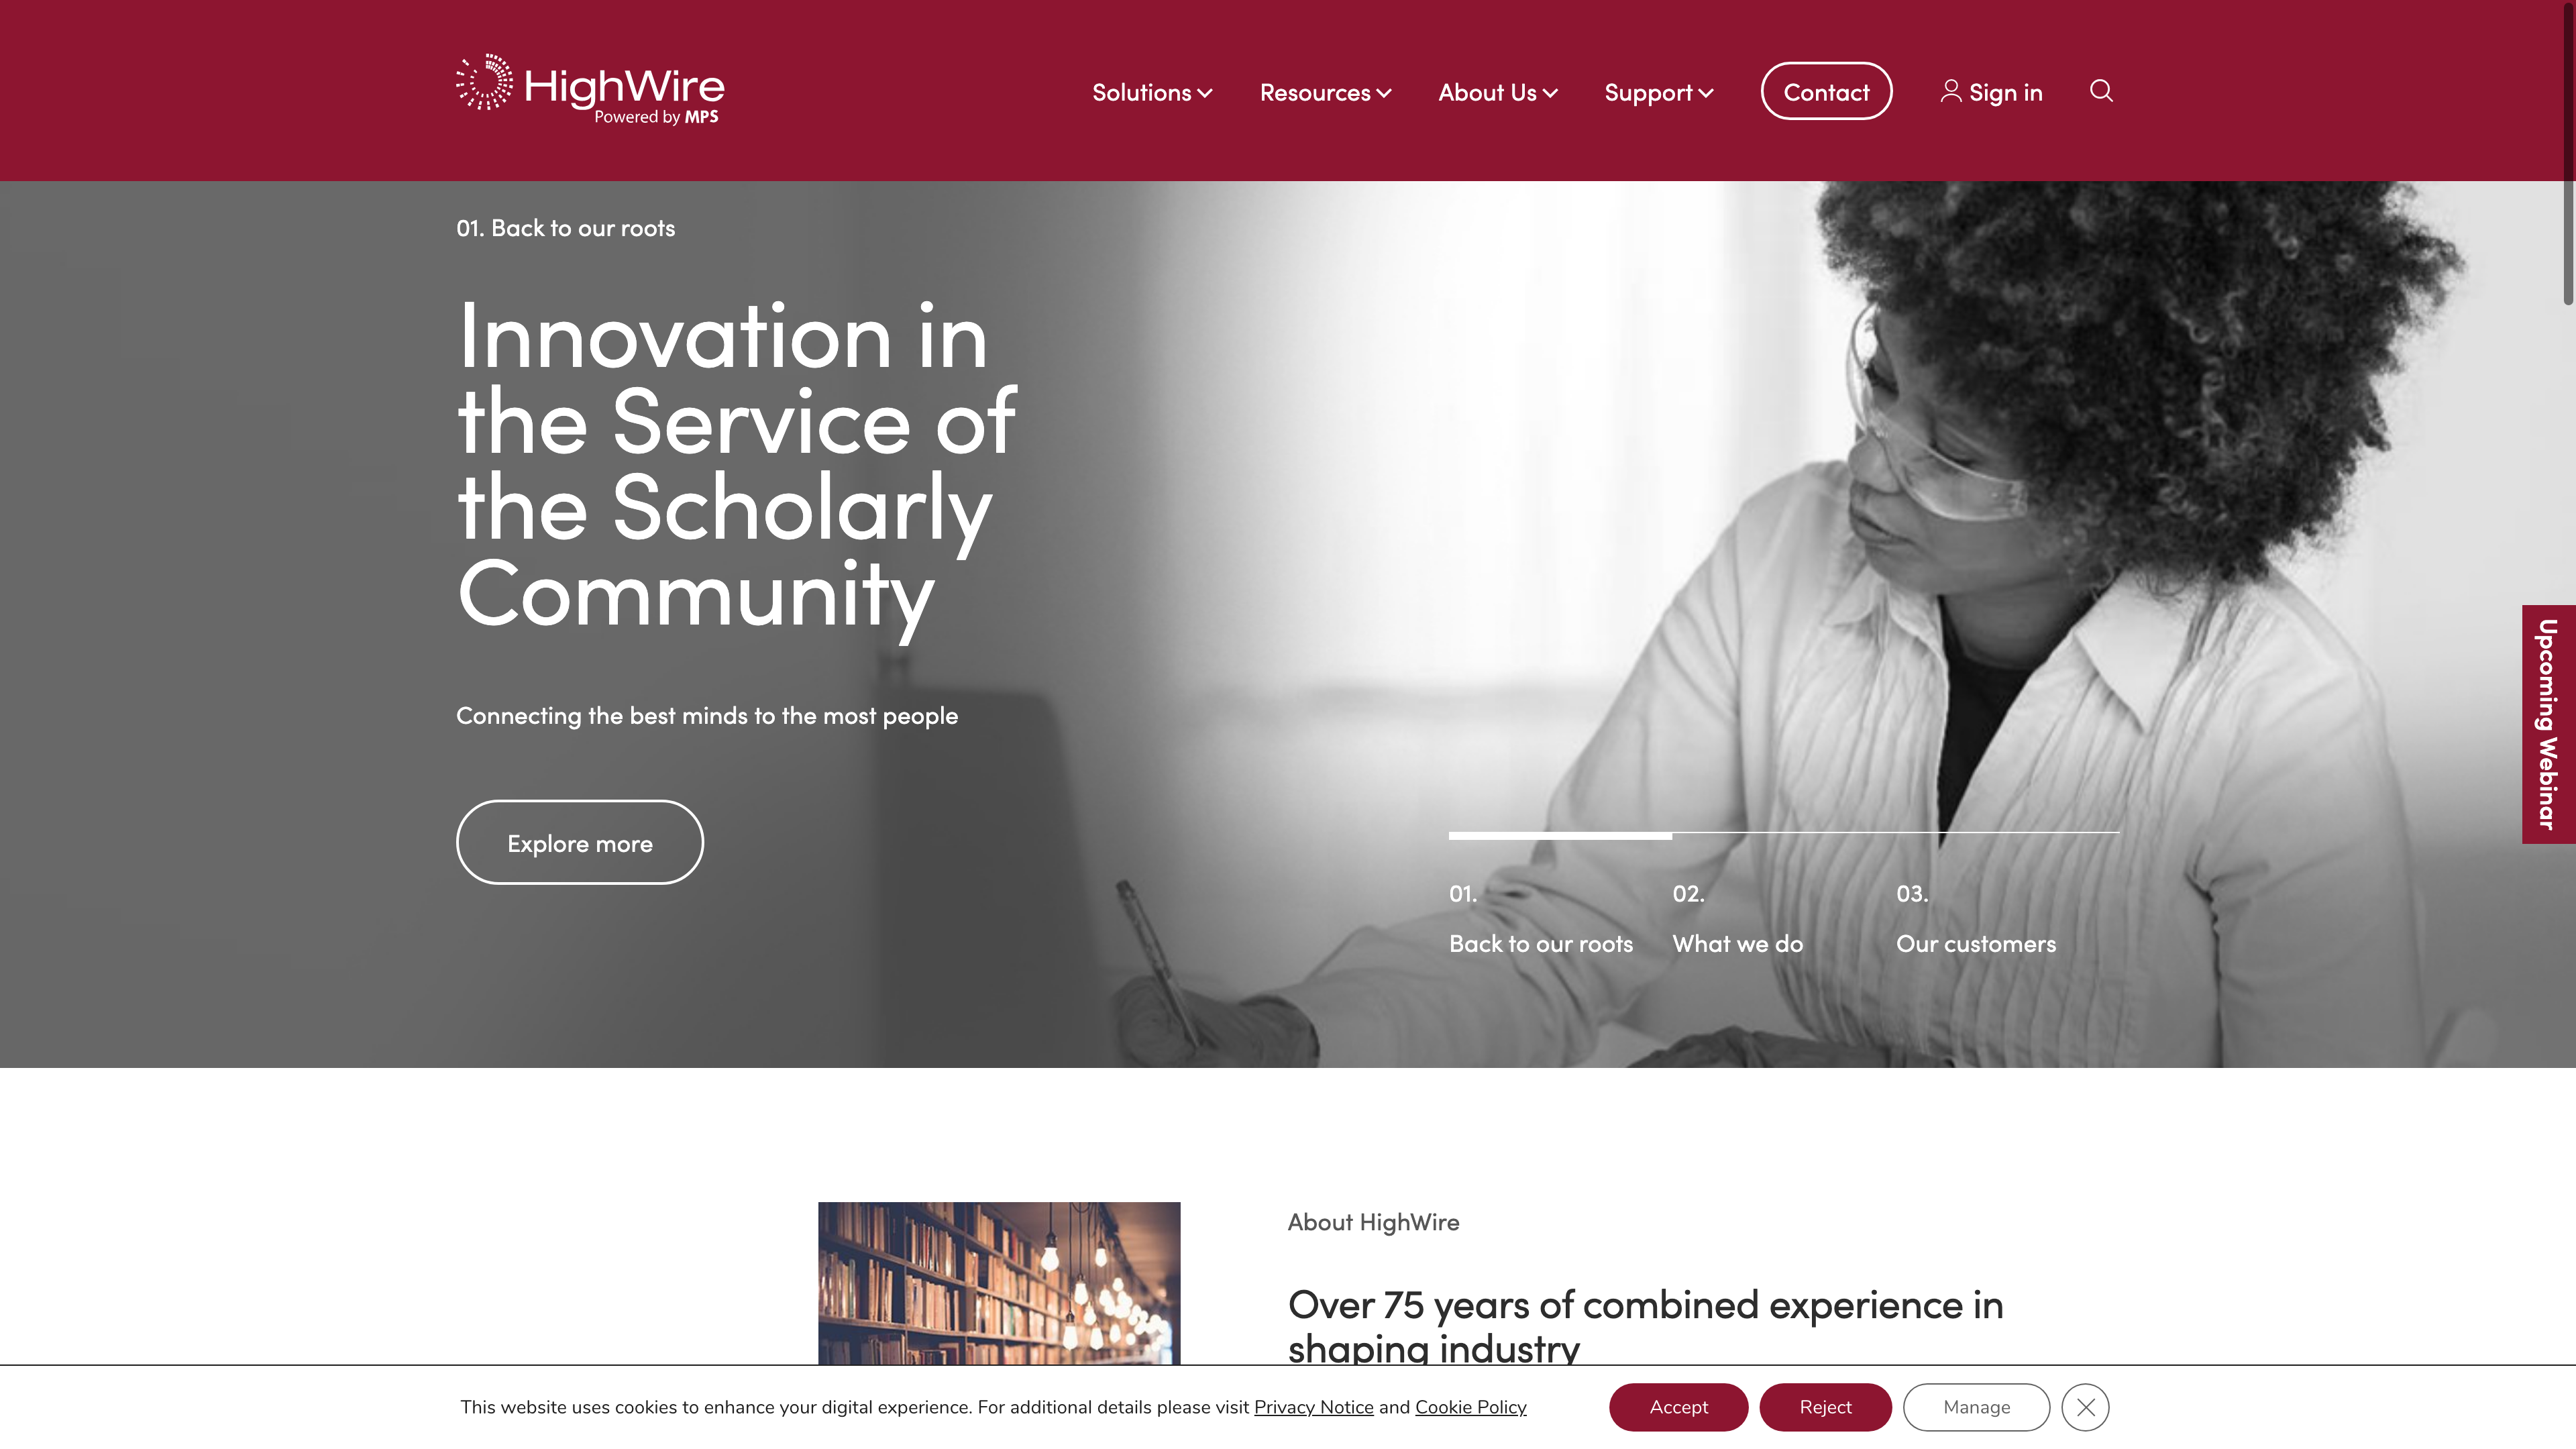 HighWire
Powered by MPS
Solutions
Resources
About Us
Support
Contact
Sign in
01. Back to our roots
Innovation in
the Service of
the Scholarly
Community
Connecting the best minds to the most people
Explore more
01.
Back to our roots
02.
What we do
03.
Our customers
Upcoming Webinar
About HighWire
Over 75 years of combined experience in
shaping industry
This website uses cookies to enhance your digital experience. For additional details please visit Privacy Notice and Cookie Policy
Accept
Reject
Manage